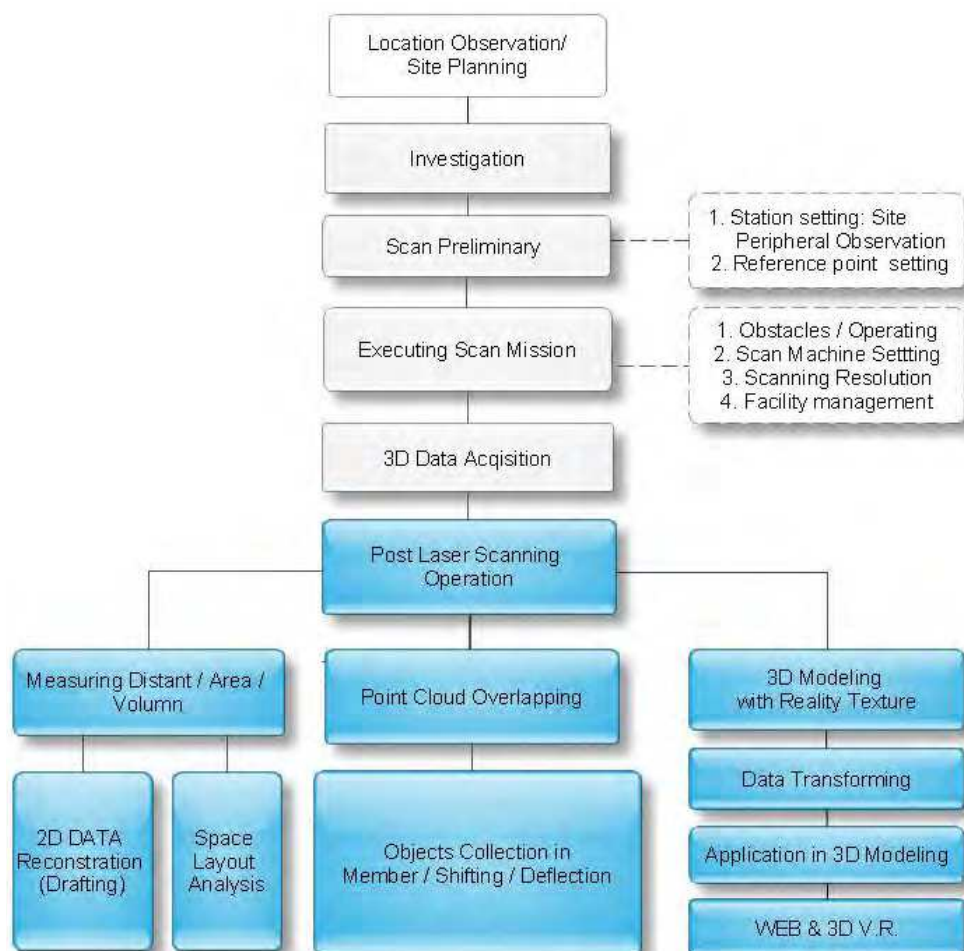 Location Observation/
Site Planning
Investigation
Scan Preliminary
1. Station setting: Site
Peripheral Observation
2. Reference point setting
Executing Scan Mission
1. Obstacles / Operating
2. Scan Machine Settting
3. Scanning Resolution
4. Facility management
3D Data Acqisition
Post Laser Scanning
Operation
Measuring Distant / Area /
Volumn
Point Cloud Overlapping
3D Modeling
with Reality Texture
2D DATA
Reconstration
(Drafting)
Space
Layout
Analysis
Objects Collection in
Member / Shifting / Deflection
Data Transforming
Application in 3D Modeling
WEB & 3D V.R.